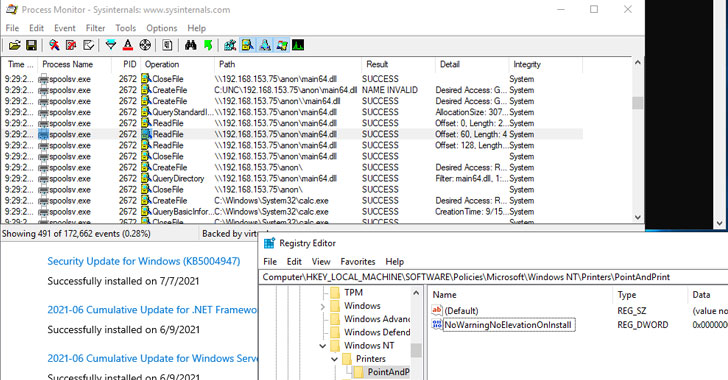 Process Monitor - Sysinternals: www.sysinternals.com
File Edit Event Filter Tools Options Help
Time ... Process Name PID Operation Path Result Detail Integrity
9:29:2... spoolsv.exe 2672 CloseFile \\192.168.153.75\anon\main64.dll SUCCESS System
9:29:2... spoolsv.exe 2672 CreateFile C:\UNC\192.168.153.75\anon\main64.dll NAME INVALID Desired Access: G... System
9:29:2... spoolsv.exe 2672 CreateFile \\192.168.153.75\anon\\main64.dll SUCCESS Desired Access: G... System
9:29:2... spoolsv.exe 2672 QueryStandardI... \\192.168.153.75\anon\main64.dll SUCCESS AllocationSize: 307... System
9:29:2... spoolsv.exe 2672 ReadFile \\192.168.153.75\anon\main64.dll SUCCESS Offset: 0, Length: 2... System
9:29:2... spoolsv.exe 2672 ReadFile \\192.168.153.75\anon\main64.dll SUCCESS Offset: 60, Length: 4 System
9:29:2... spoolsv.exe 2672 ReadFile \\192.168.153.75\anon\main64.dll SUCCESS Offset: 128, Length:... System
9:29:2... spoolsv.exe 2672 CloseFile \\192.168.153.75\anon\main64.dll SUCCESS System
9:29:2... spoolsv.exe 2672 CreateFile \\192.168.153.75\anon\ SUCCESS Desired Access: R... System
9:29:2... spoolsv.exe 2672 QueryDirectory \\192.168.153.75\anon\main64.dll SUCCESS Filter: main64.dll, 1:... System
9:29:2... spoolsv.exe 2672 CloseFile \\192.168.153.75\anon\ SUCCESS System
9:29:2... spoolsv.exe 2672 CreateFile C:\Windows\System32\calc.exe SUCCESS Desired Access: R... System
9:29:2... spoolsv.exe 2672 QueryBasicInfor... C:\Windows\System32\calc.exe SUCCESS CreationTime: 9/15... System
9:29:2... spoolsv.exe 2672 CloseFile C:\Windows\System32\calc.exe SUCCESS System
Showing 491 of 172,662 events (0.28%) Backed by virt
Security Update for Windows (KB5004947)
Successfully installed on 7/7/2021
2021-06 Cumulative Update for .NET Framewo
Successfully installed on 6/9/2021
2021-06 Cumulative Update for Windows Serve
Successfully installed on 6/9/2021
Registry Editor
File Edit View Favorites Help
Computer\HKEY_LOCAL_MACHINE\SOFTWARE\Policies\Microsoft\Windows NT\Printers\PointAndPrint
TPM
Windows
Windows Advanc
Windows Defend
Windows NT
Printers
PointAndP
Name Type Data
(Default) REG_SZ (value no
NoWarningNoElevationOnInstall REG_DWORD 0x000000